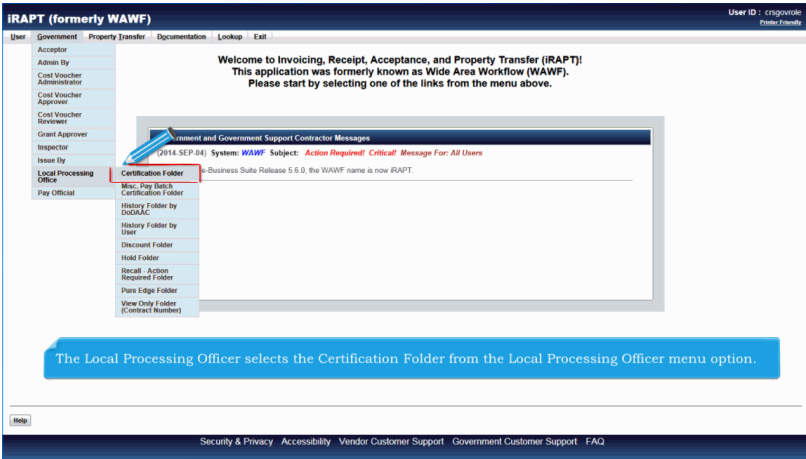 iRAPT (formerly WAWF)
User ID : crsgovrole
Printer Friendly
User Government Property Transfer Documentation Lookup Exit
Acceptor
Admin By
Cost Voucher
Administrator
Cost Voucher
Approver
Cost Voucher
Reviewer
Grant Approver
Inspector
Issue By
Local Processing
Office
Pay Official
Certification Folder
Misc. Pay Batch
Certification Folder
History Folder by
DoDAAC
History Folder by
User
Discount Folder
Hold Folder
Recall - Action
Required Folder
Pure Edge Folder
View Only Folder
(Contract Number)
Welcome to Invoicing, Receipt, Acceptance, and Property Transfer (iRAPT)!
This application was formerly known as Wide Area Workflow (WAWF).
Please start by selecting one of the links from the menu above.
and Government Support Contractor Messages
(2014-SEP-04) System: WAWF Subject: Action Required! Critical! Message For: All Users
e-Business Suite Release 5.6.0, the WAWF name is now iRAPT.
The Local Processing Officer selects the Certification Folder from the Local Processing Officer menu option.
Help
Security & Privacy Accessibility Vendor Customer Support Government Customer Support FAQ